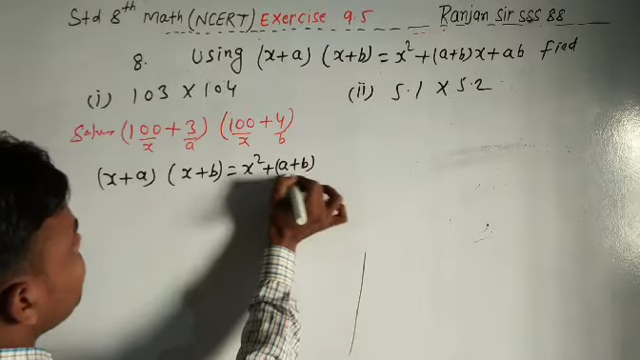 Std 8th Math (NCERT) Exercise 9.5 Ranjan Sir SSS 88
8. Using (x+a) (x+b) = x²+(a+b)x+ab find
(i) 103 x 104 (ii) 5.1 x 5.2
Soln (100+3) (100+4)
x a x b
(x+a) (x+b) = x²+(a+b)